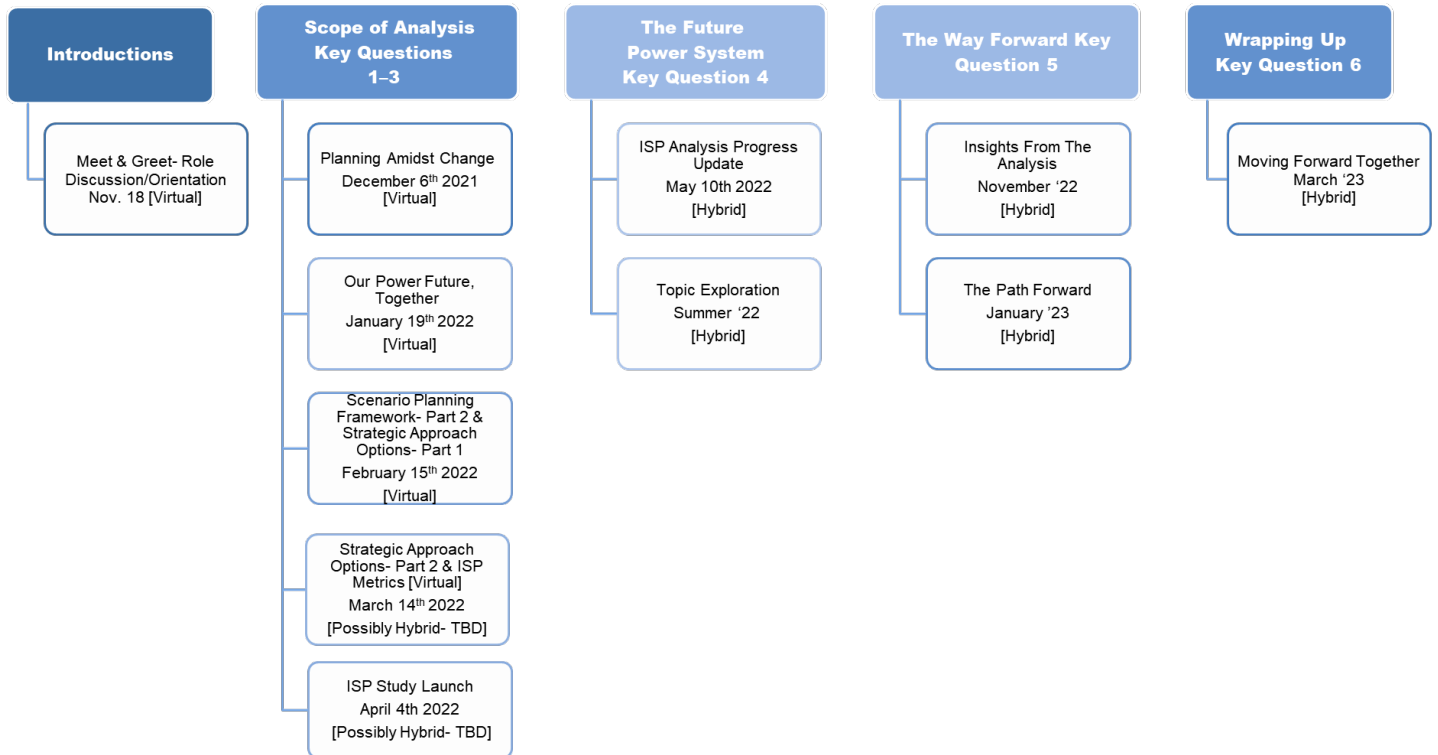 Introductions
Meet & Greet- Role
Discussion/Orientation
Nov. 18 [Virtual]
Scope of Analysis
Key Questions
1–3
Planning Amidst Change
December 6th 2021
[Virtual]
Our Power Future,
Together
January 19th 2022
[Virtual]
Scenario Planning
Framework- Part 2 &
Strategic Approach
Options- Part 1
February 15th 2022
[Virtual]
Strategic Approach
Options- Part 2 & ISP
Metrics [Virtual]
March 14th 2022
[Possibly Hybrid- TBD]
ISP Study Launch
April 4th 2022
[Possibly Hybrid- TBD]
The Future
Power System
Key Question 4
ISP Analysis Progress
Update
May 10th 2022
[Hybrid]
Topic Exploration
Summer ‘22
[Hybrid]
The Way Forward Key
Question 5
Insights From The
Analysis
November ‘22
[Hybrid]
The Path Forward
January ’23
[Hybrid]
Wrapping Up
Key Question 6
Moving Forward Together
March ‘23
[Hybrid]